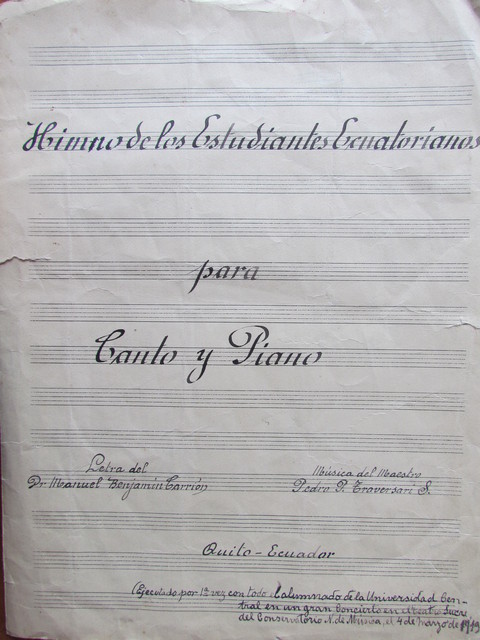 Himno de los Estudiantes Ecuatorianos
para
Canto y Piano
Letra del
Dr Manuel Benjamín Carrión
Música del Maestro
Pedro P. Traversari S.
Quito - Ecuador
(Ejecutado por 1ª vez con todo el alumnado de la Universidad Cen-
tral en un gran Concierto en el Teatro Sucre
del Conservatorio N. de Música, el 4 de marzo de 1919